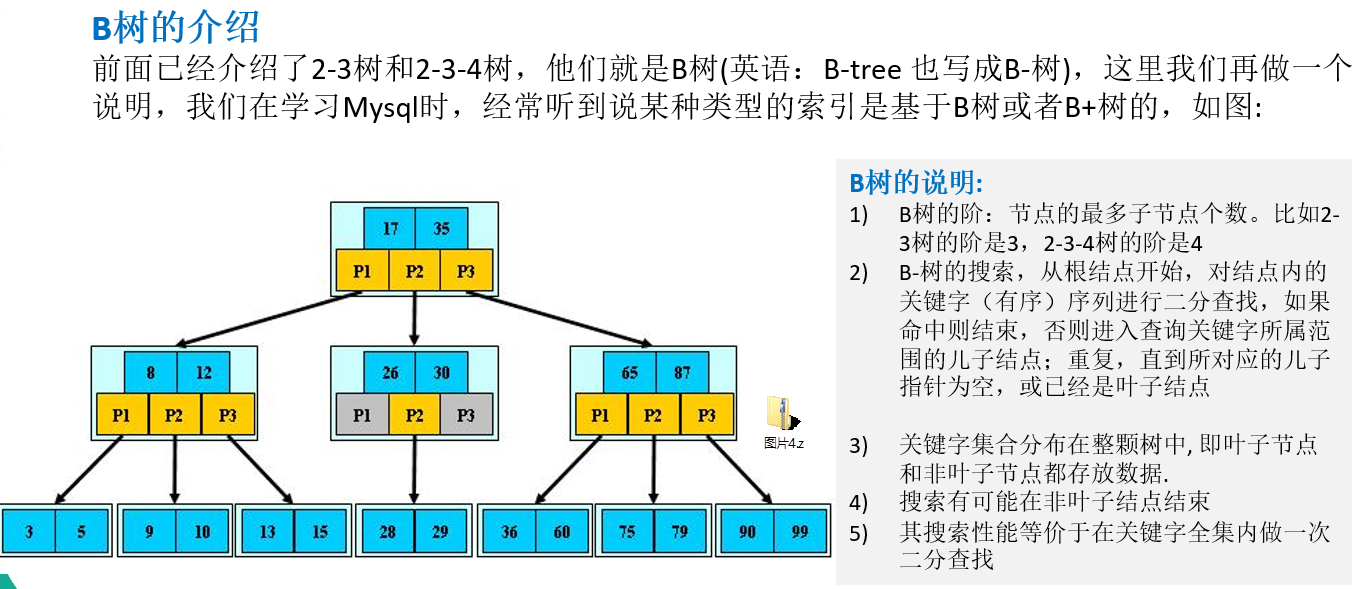 B树的介绍
前面已经介绍了2-3树和2-3-4树，他们就是B树(英语：B-tree 也写成B-树)，这里我们再做一个
说明，我们在学习Mysql时，经常听到说某种类型的索引是基于B树或者B+树的，如图:
17 35
P1 P2 P3
8 12
P1 P2 P3
26 30
P1 P2 P3
65 87
P1 P2 P3
3 5
9 10
13 15
28 29
36 60
75 79
90 99
图片4.z
B树的说明:
1) B树的阶：节点的最多子节点个数。比如2-
3树的阶是3，2-3-4树的阶是4
2) B-树的搜索，从根结点开始，对结点内的
关键字（有序）序列进行二分查找，如果
命中则结束，否则进入查询关键字所属范
围的儿子结点；重复，直到所对应的儿子
指针为空，或已经是叶子结点
3) 关键字集合分布在整颗树中, 即叶子节点
和非叶子节点都存放数据.
4) 搜索有可能在非叶子结点结束
5) 其搜索性能等价于在关键字全集内做一次
二分查找